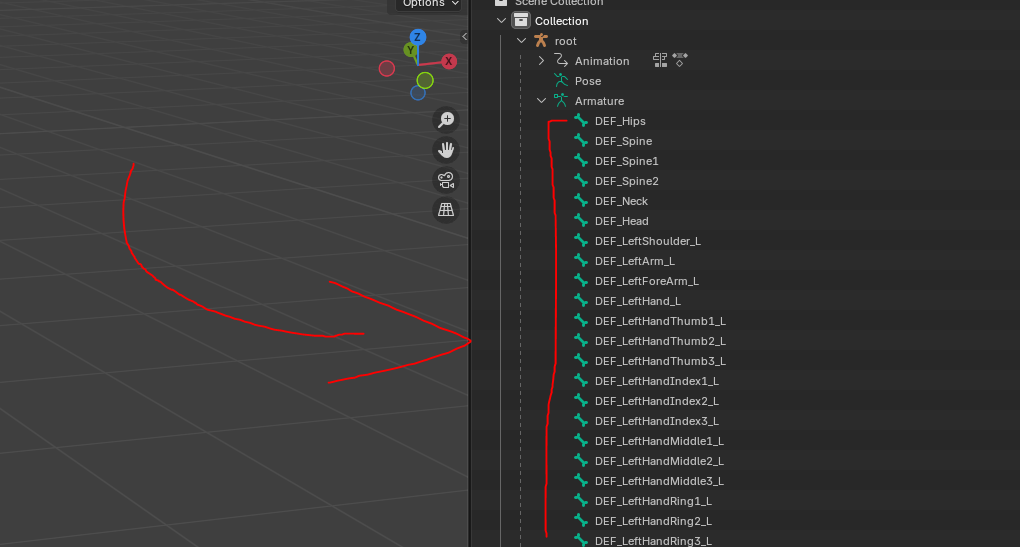 Options
Scene Collection
Collection
Z
Y
X
root
Animation
Pose
Armature
DEF_Hips
DEF_Spine
DEF_Spine1
DEF_Spine2
DEF_Neck
DEF_Head
DEF_LeftShoulder_L
DEF_LeftArm_L
DEF_LeftForeArm_L
DEF_LeftHand_L
DEF_LeftHandThumb1_L
DEF_LeftHandThumb2_L
DEF_LeftHandThumb3_L
DEF_LeftHandIndex1_L
DEF_LeftHandIndex2_L
DEF_LeftHandIndex3_L
DEF_LeftHandMiddle1_L
DEF_LeftHandMiddle2_L
DEF_LeftHandMiddle3_L
DEF_LeftHandRing1_L
DEF_LeftHandRing2_L
DEF_LeftHandRing3_L